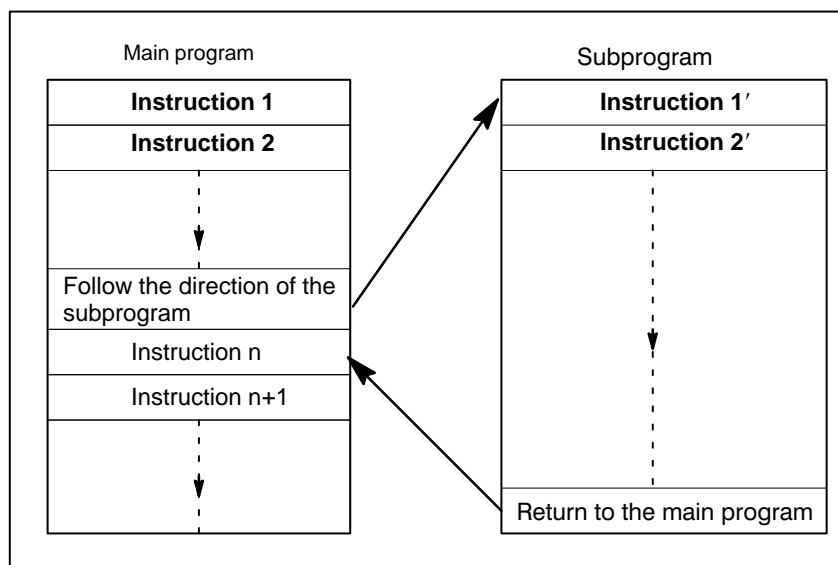 Main program
Instruction 1
Instruction 2
Follow the direction of the
subprogram
Instruction n
Instruction n+1
Subprogram
Instruction 1′
Instruction 2′
Return to the main program